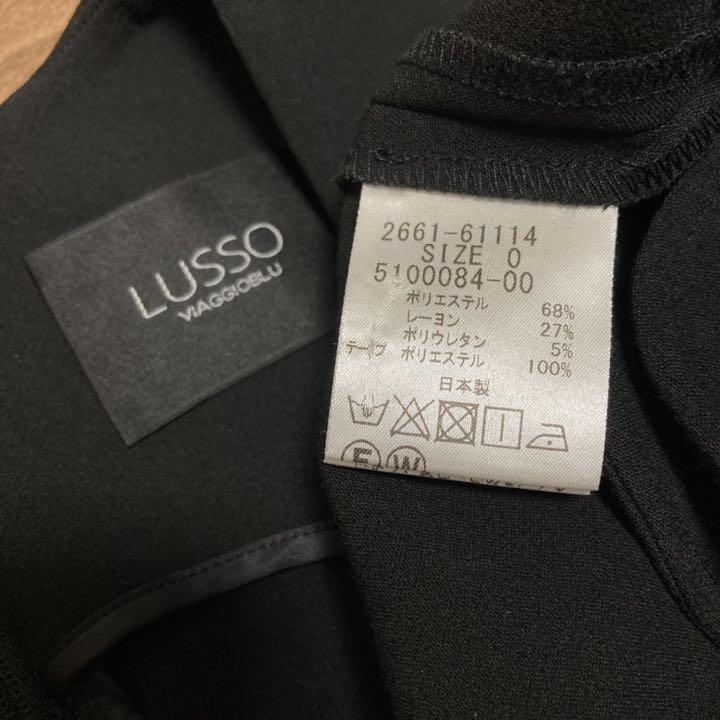 LUSSO
VIAGGIOBLU
2661-61114
SIZE 0
5100084-00
ポリエステル 68%
レーヨン 27%
ポリウレタン 5%
テープ ポリエステル 100%
日本製
F W